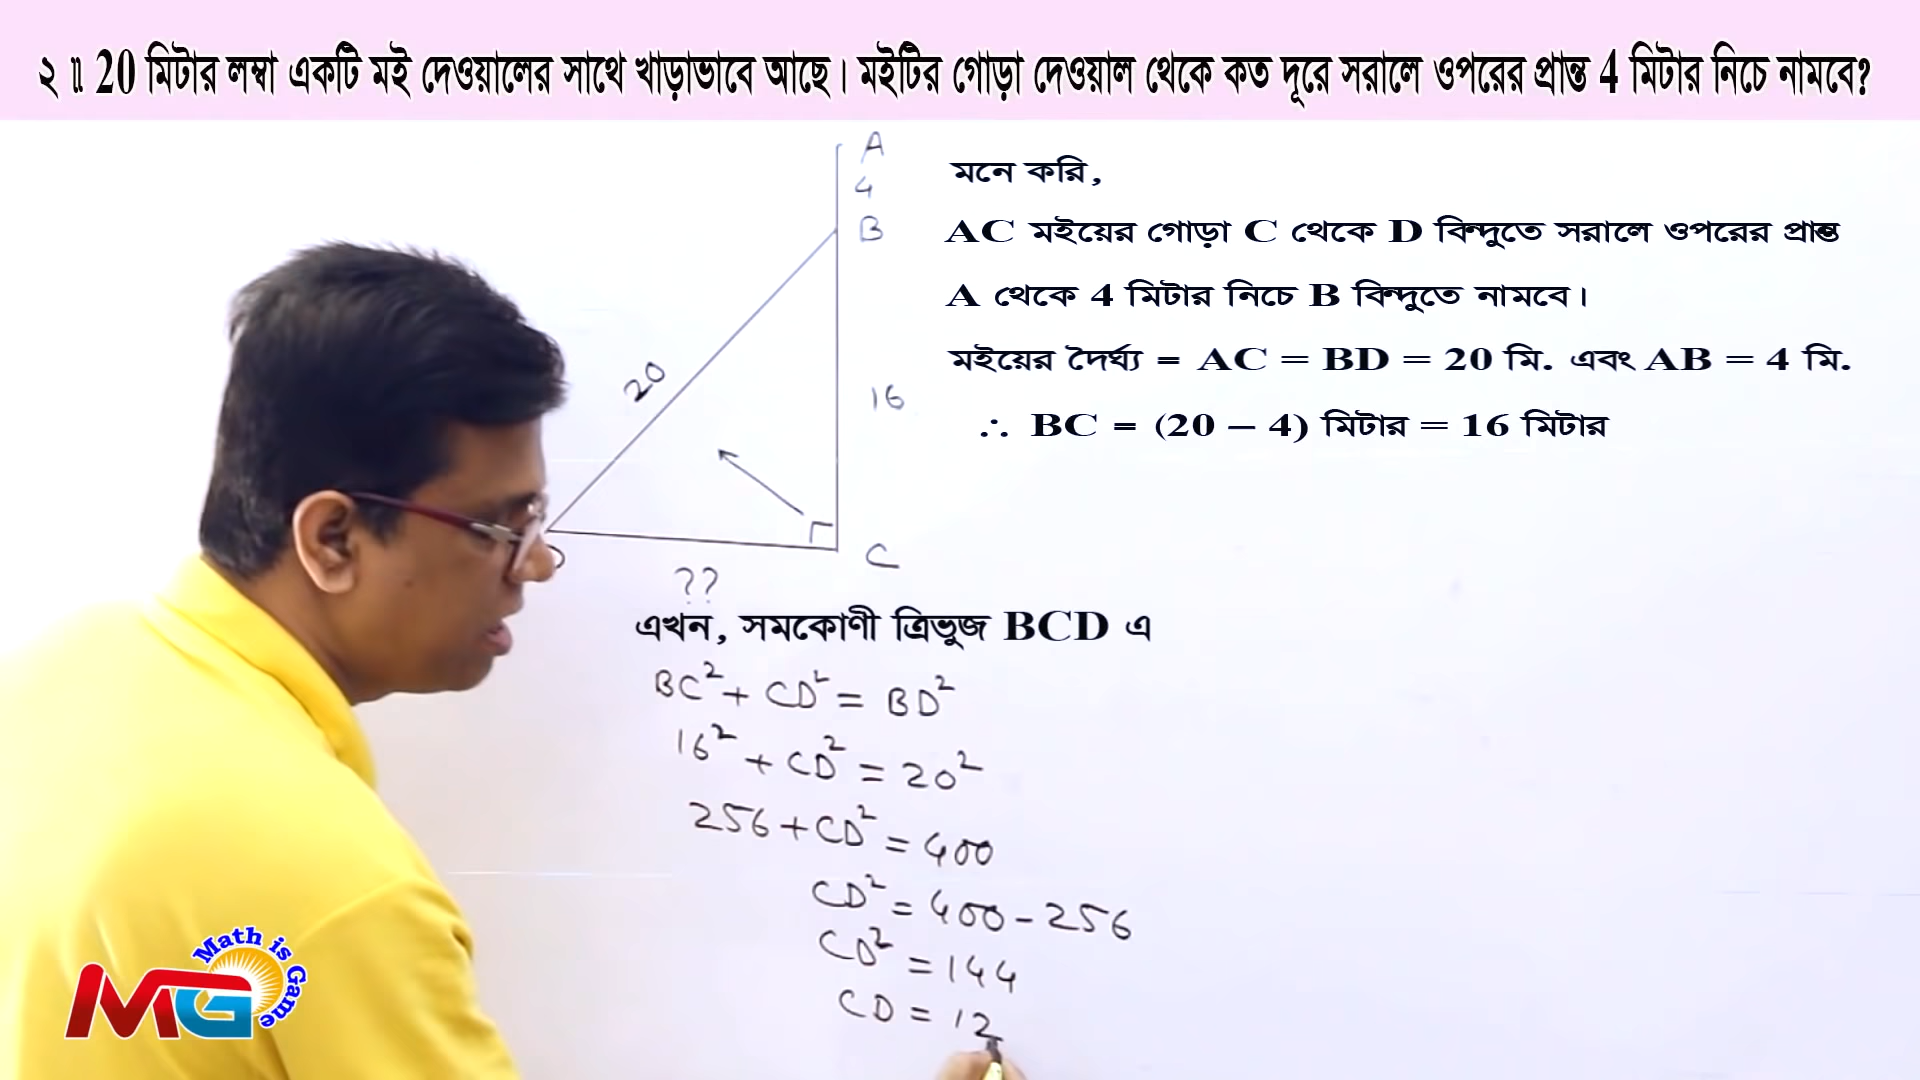 ২ ৷৷ 20 মিটার লম্বা একটি মই দেওয়ালের সাথে খাড়াভাবে আছে। মইটির গোড়া দেওয়াল থেকে কত দূরে সরালে ওপরের প্রান্ত 4 মিটার নিচে নামবে?
A
4
B
20
16
D
C
??
মনে করি,
AC মইয়ের গোড়া C থেকে D বিন্দুতে সরালে ওপরের প্রান্ত
A থেকে 4 মিটার নিচে B বিন্দুতে নামবে।
মইয়ের দৈর্ঘ্য = AC = BD = 20 মি. এবং AB = 4 মি.
∴ BC = (20 – 4) মিটার = 16 মিটার
এখন, সমকোণী ত্রিভুজ BCD এ
BC² + CD² = BD²
16² + CD² = 20²
256 + CD² = 400
CD² = 400 - 256
CD² = 144
CD = 12
Math is Game
MG